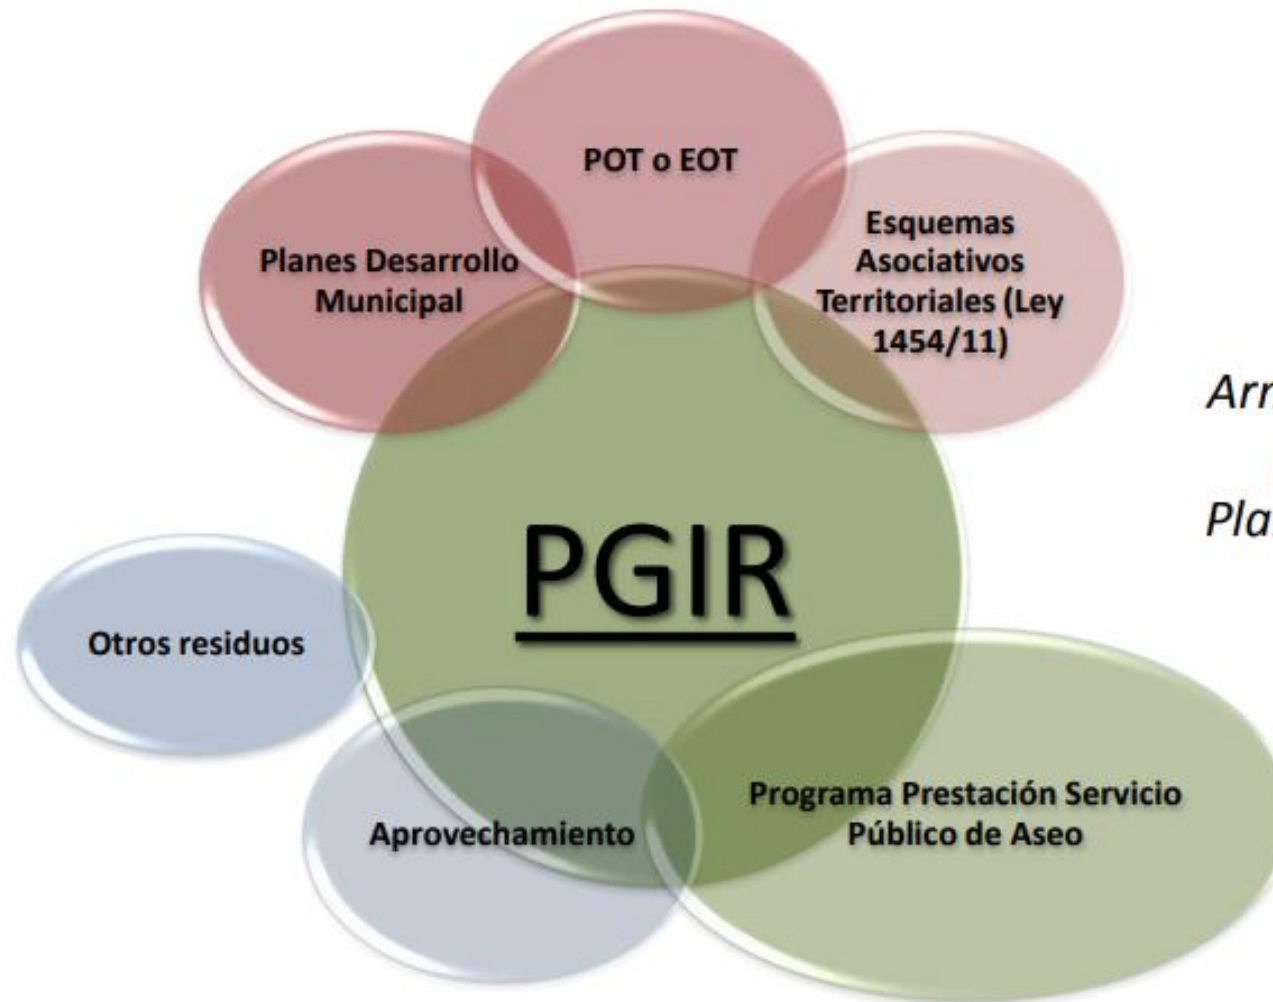 POT o EOT
Planes Desarrollo
Municipal
Esquemas
Asociativos
Territoriales (Ley
1454/11)
PGIR
Otros residuos
Aprovechamiento
Programa Prestación Servicio
Público de Aseo